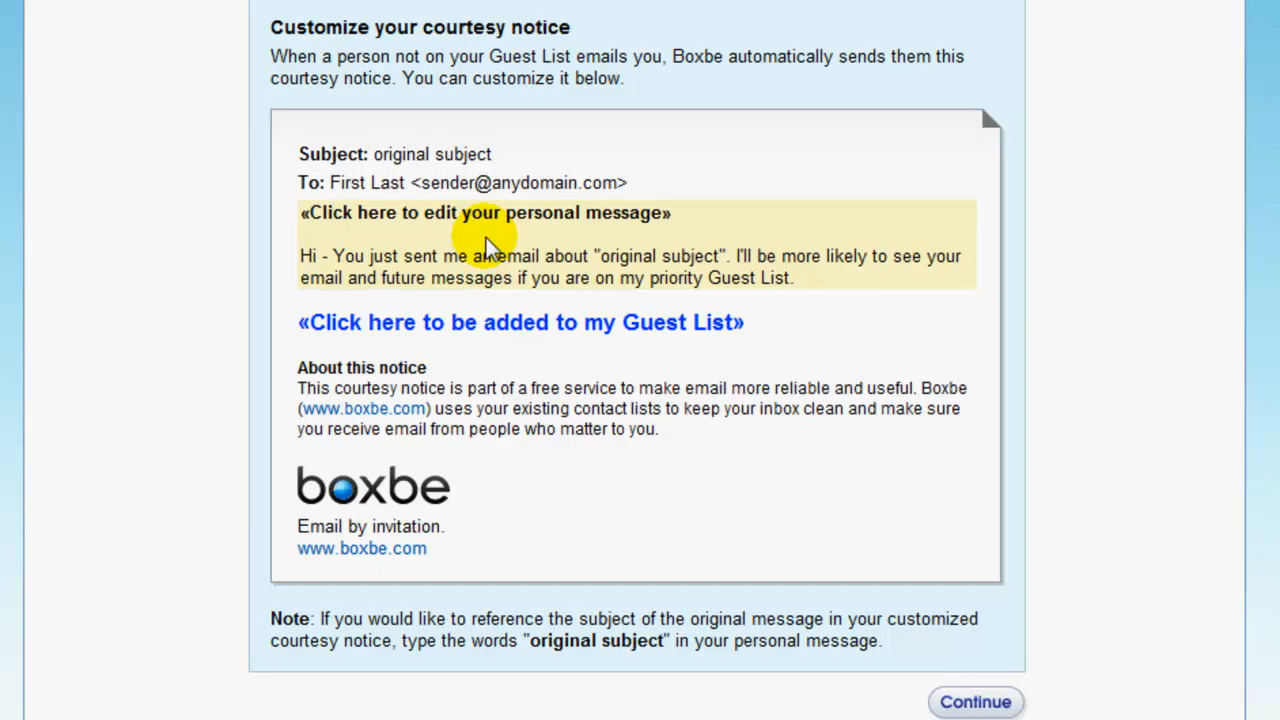 Customize your courtesy notice
When a person not on your Guest List emails you, Boxbe automatically sends them this
courtesy notice. You can customize it below.
Subject: original subject
To: First Last <sender@anydomain.com>
«Click here to edit your personal message»
Hi - You just sent me an email about "original subject". I'll be more likely to see your
email and future messages if you are on my priority Guest List.
«Click here to be added to my Guest List»
About this notice
This courtesy notice is part of a free service to make email more reliable and useful. Boxbe
(www.boxbe.com) uses your existing contact lists to keep your inbox clean and make sure
you receive email from people who matter to you.
boxbe
Email by invitation.
www.boxbe.com
Note: If you would like to reference the subject of the original message in your customized
courtesy notice, type the words "original subject" in your personal message.
Continue